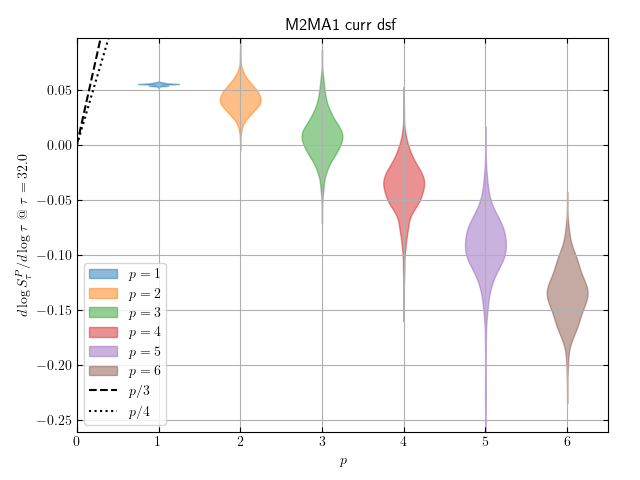 M2MA1 curr dsf
d log S_τ^P / d log τ @ τ = 32.0
0.05
0.00
−0.05
−0.10
−0.15
−0.20
−0.25
p = 1
p = 2
p = 3
p = 4
p = 5
p = 6
p/3
p/4
0 1 2 3 4 5 6
p